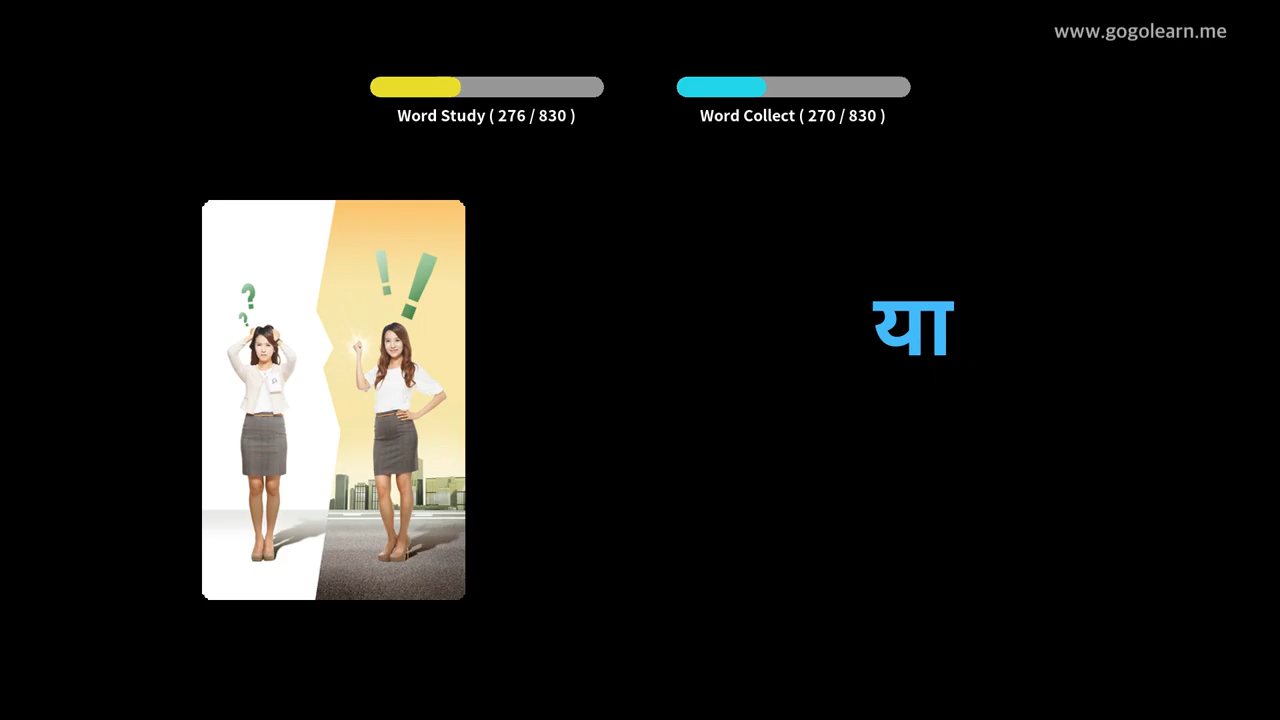 www.gogolearn.me
Word Study ( 276 / 830 )
Word Collect ( 270 / 830 )
? ?
! !
या